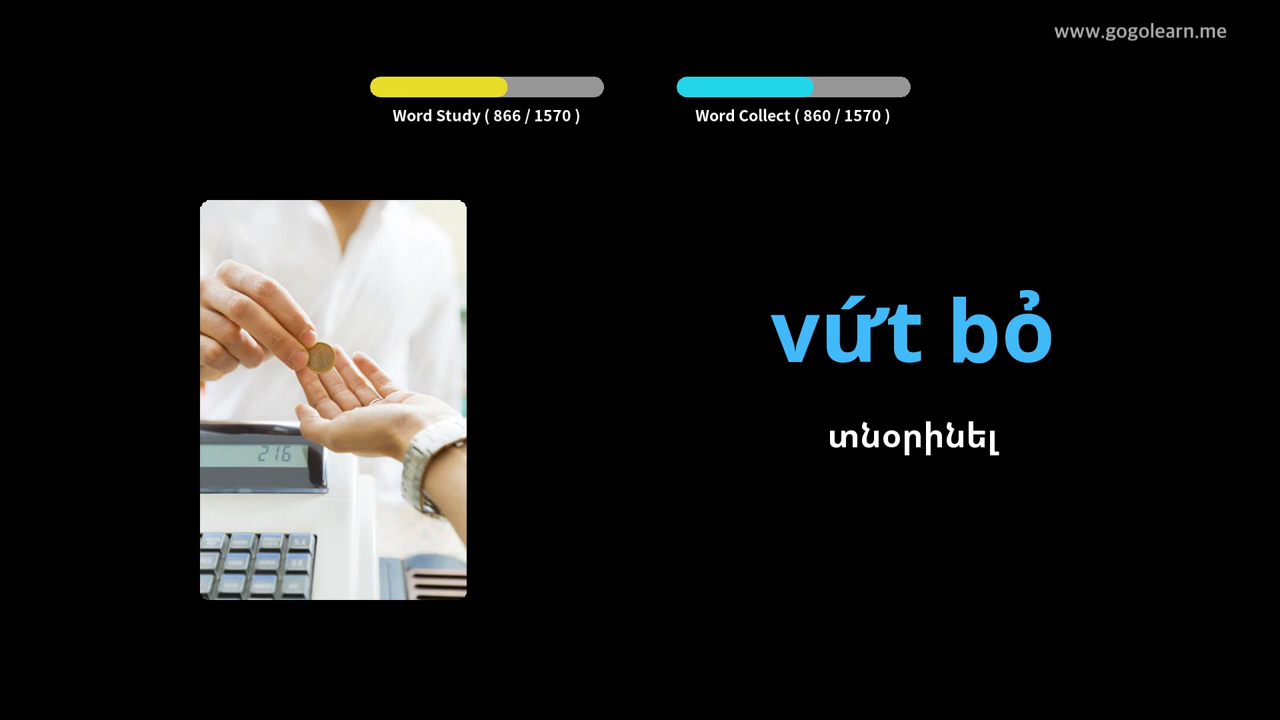 www.gogolearn.me
Word Study ( 866 / 1570 )
Word Collect ( 860 / 1570 )
vứt bỏ
տնօրինել
216